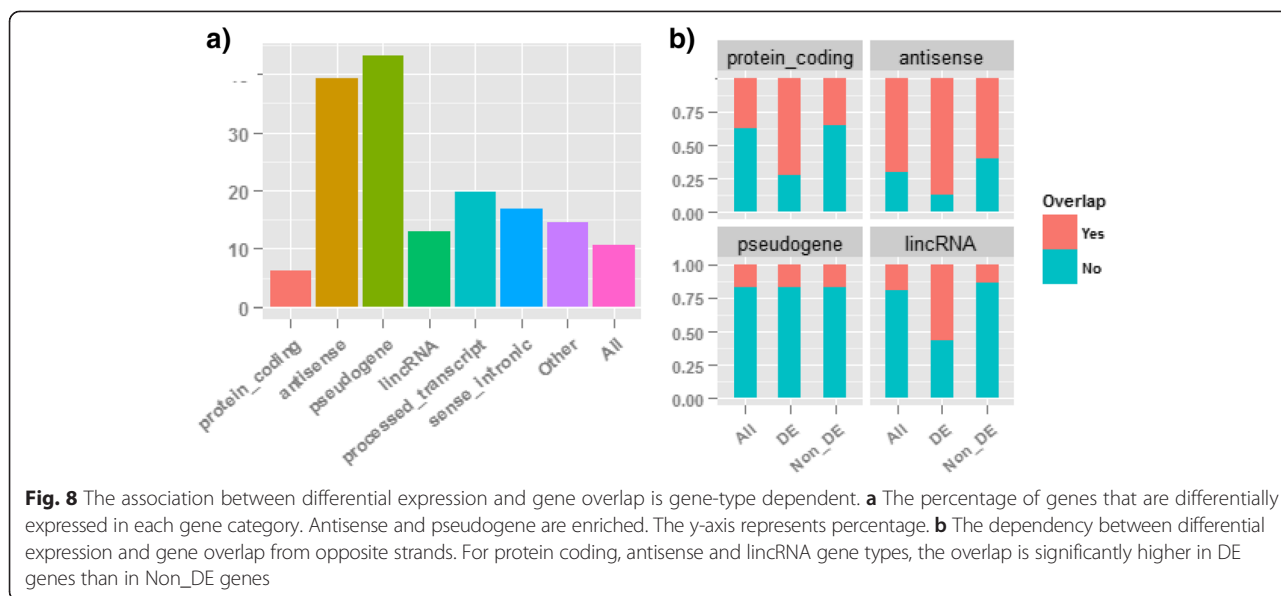 a)
30
20
10
0
protein_coding
antisense
pseudogene
lincRNA
processed_transcript
sense_intronic
Other
All
b)
protein_coding
antisense
0.75
0.50
0.25
0.00
pseudogene
lincRNA
1.00
0.75
0.50
0.25
0.00
All
DE
Non_DE
All
DE
Non_DE
Overlap
Yes
No
Fig. 8 The association between differential expression and gene overlap is gene-type dependent. a The percentage of genes that are differentially
expressed in each gene category. Antisense and pseudogene are enriched. The y-axis represents percentage. b The dependency between differential
expression and gene overlap from opposite strands. For protein coding, antisense and lincRNA gene types, the overlap is significantly higher in DE
genes than in Non_DE genes